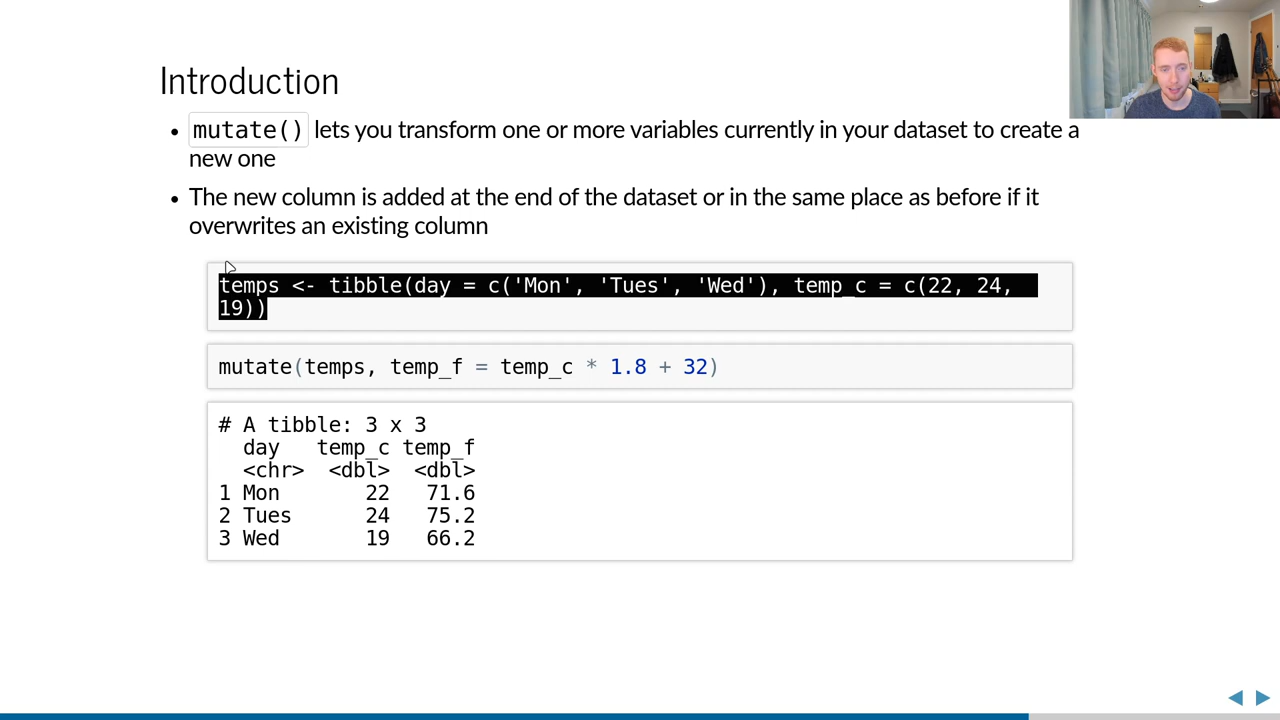 Introduction
• mutate() lets you transform one or more variables currently in your dataset to create a
new one
• The new column is added at the end of the dataset or in the same place as before if it
overwrites an existing column
temps <- tibble(day = c('Mon', 'Tues', 'Wed'), temp_c = c(22, 24,
19))
mutate(temps, temp_f = temp_c * 1.8 + 32)
# A tibble: 3 x 3
  day   temp_c temp_f
  <chr>  <dbl>  <dbl>
1 Mon       22   71.6
2 Tues      24   75.2
3 Wed       19   66.2